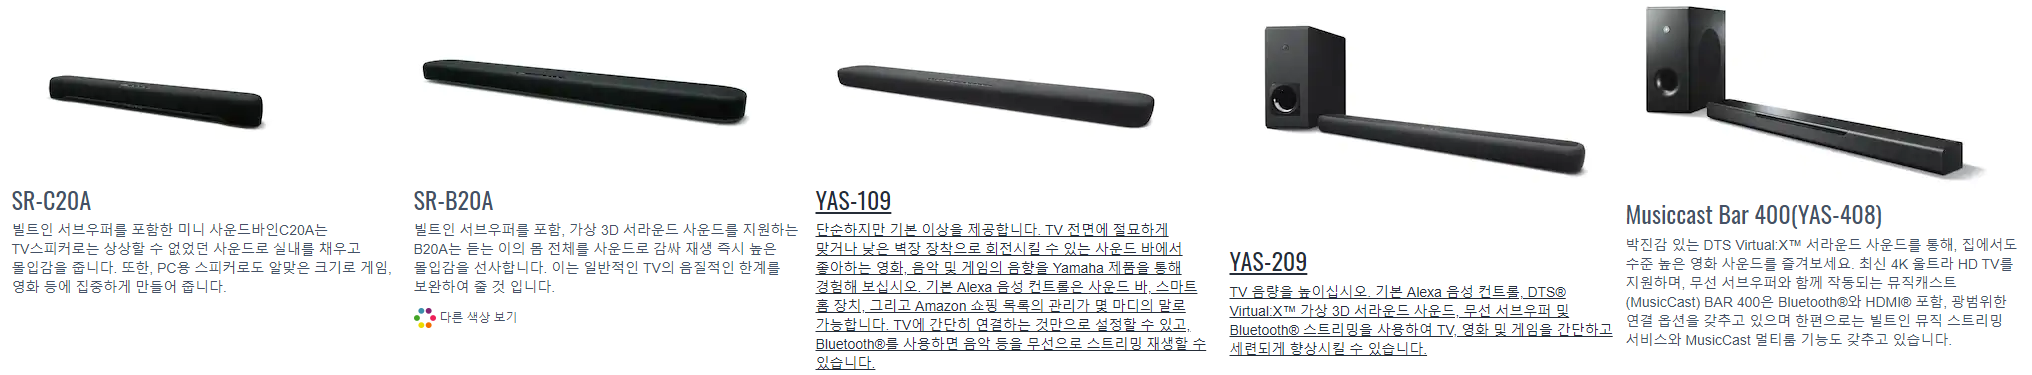 SR-C20A
빌트인 서브우퍼를 포함한 미니 사운드바인C20A는
TV스피커로는 상상할 수 없었던 사운드로 실내를 채우고
몰입감을 줍니다. 또한, PC용 스피커로도 알맞은 크기로 게임,
영화 등에 집중하게 만들어 줍니다.
SR-B20A
빌트인 서브우퍼를 포함, 가상 3D 서라운드 사운드를 지원하는
B20A는 듣는 이의 몸 전체를 사운드로 감싸 재생 즉시 높은
몰입감을 선사합니다. 이는 일반적인 TV의 음질적인 한계를
보완하여 줄 것 입니다.
다른 색상 보기
YAS-109
단순하지만 기본 이상을 제공합니다. TV 전면에 절묘하게
맞거나 낮은 벽장 장착으로 회전시킬 수 있는 사운드 바에서
좋아하는 영화, 음악 및 게임의 음향을 Yamaha 제품을 통해
경험해 보십시오. 기본 Alexa 음성 컨트롤은 사운드 바, 스마트
홈 장치, 그리고 Amazon 쇼핑 목록의 관리가 몇 마디의 말로
가능합니다. TV에 간단히 연결하는 것만으로 설정할 수 있고,
Bluetooth®를 사용하면 음악 등을 무선으로 스트리밍 재생할 수
있습니다.
YAS-209
TV 음량을 높이십시오. 기본 Alexa 음성 컨트롤, DTS®
Virtual:X™ 가상 3D 서라운드 사운드, 무선 서브우퍼 및
Bluetooth® 스트리밍을 사용하여 TV, 영화 및 게임을 간단하고
세련되게 향상시킬 수 있습니다.
Musiccast Bar 400(YAS-408)
박진감 있는 DTS Virtual:X™ 서라운드 사운드를 통해, 집에서도
수준 높은 영화 사운드를 즐겨보세요. 최신 4K 울트라 HD TV를
지원하며, 무선 서브우퍼와 함께 작동되는 뮤직캐스트
(MusicCast) BAR 400은 Bluetooth®와 HDMI® 포함, 광범위한
연결 옵션을 갖추고 있으며 한편으로는 빌트인 뮤직 스트리밍
서비스와 MusicCast 멀티룸 기능도 갖추고 있습니다.